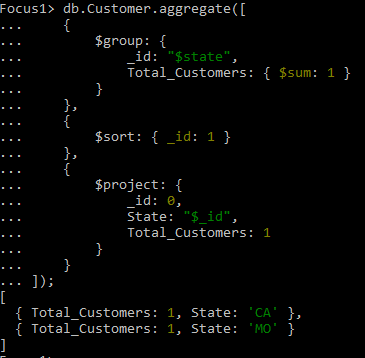 Focus1> db.Customer.aggregate([
...     {
...         $group: {
...             _id: "$state",
...             Total_Customers: { $sum: 1 }
...         }
...     },
...     {
...         $sort: { _id: 1 }
...     },
...     {
...         $project: {
...             _id: 0,
...             State: "$_id",
...             Total_Customers: 1
...         }
...     }
... ]);
[
  { Total_Customers: 1, State: 'CA' },
  { Total_Customers: 1, State: 'MO' }
]